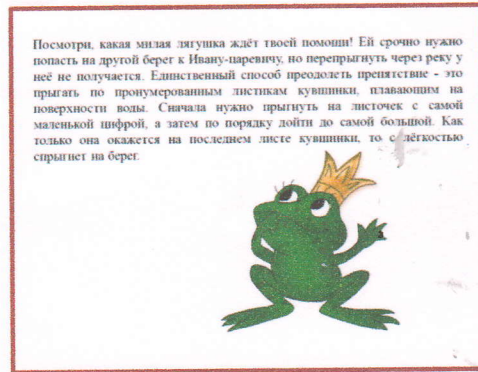 Посмотри, какая милая лягушка ждёт твоей помощи! Ей срочно нужно
попасть на другой берег к Ивану-царевичу, но перепрыгнуть через реку у
неё не получается. Единственный способ преодолеть препятствие - это
прыгать по пронумерованным листикам кувшинки, плавающим на
поверхности воды. Сначала нужно прыгнуть на листочек с самой
маленькой цифрой, а затем по порядку дойти до самой большой. Как
только она окажется на последнем листе кувшинки, то с лёгкостью
спрыгнет на берег.